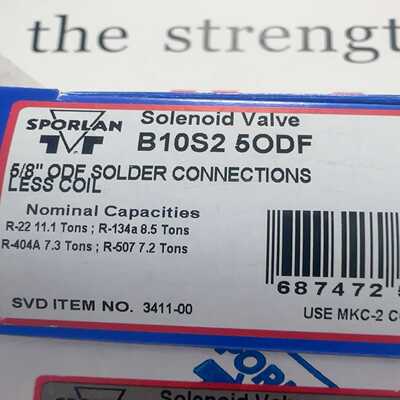 the strength
SPORLAN
Solenoid Valve
B10S2 5ODF
5/8" ODF SOLDER CONNECTIONS
LESS COIL
Nominal Capacities
R-22 11.1 Tons ; R-134a 8.5 Tons
R-404A 7.3 Tons ; R-507 7.2 Tons
687472
SVD ITEM NO. 3411-00
USE MKC-2
Solenoid Valve